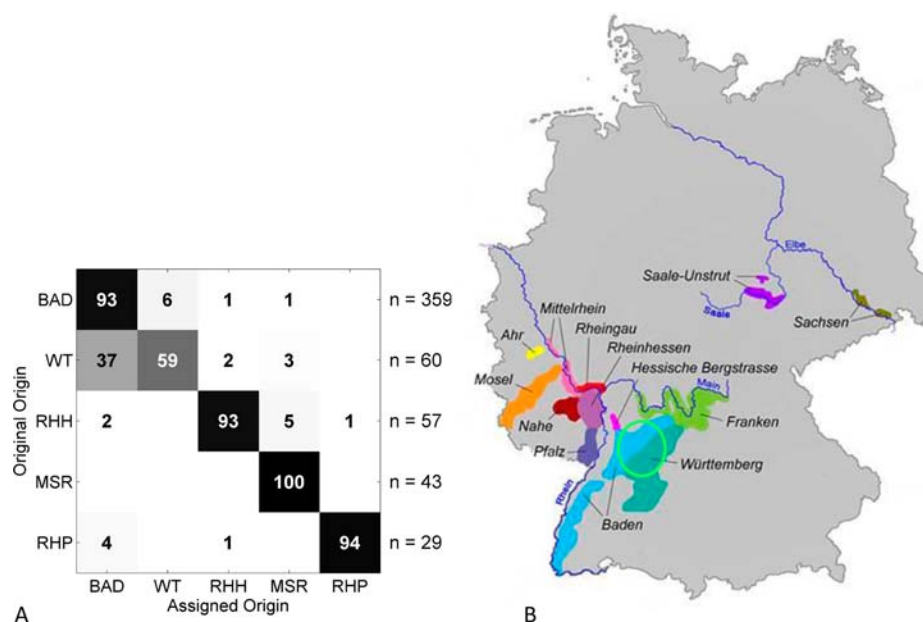 BAD 93 6 1 1 n = 359
WT 37 59 2 3 n = 60
RHH 2 93 5 1 n = 57
MSR 100 n = 43
RHP 4 1 94 n = 29
BAD WT RHH MSR RHP
Original Origin
Assigned Origin
A
Elbe
Saale-Unstrut
Saale
Sachsen
Mittelrhein
Rheingau
Ahr
Rheinhessen
Hessische Bergstrasse
Mosel
Main
Nahe
Franken
Pfalz
Württemberg
Rhein
Baden
B